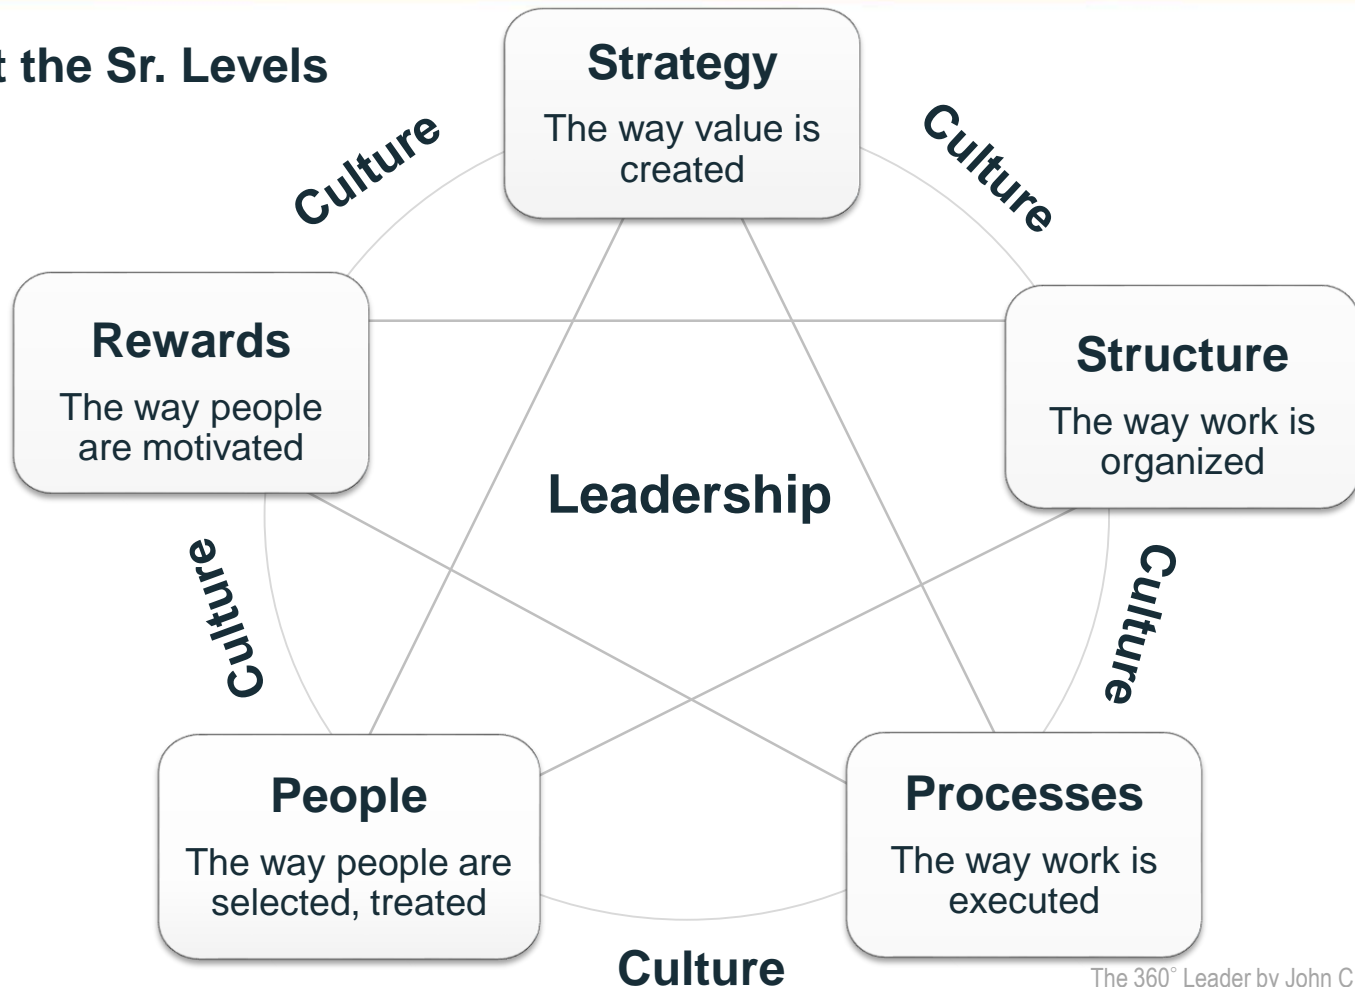 t the Sr. Levels
Strategy
The way value is
created
Culture
Culture
Rewards
The way people
are motivated
Structure
The way work is
organized
Leadership
Culture
Culture
People
The way people are
selected, treated
Processes
The way work is
executed
Culture
The 360° Leader by John C